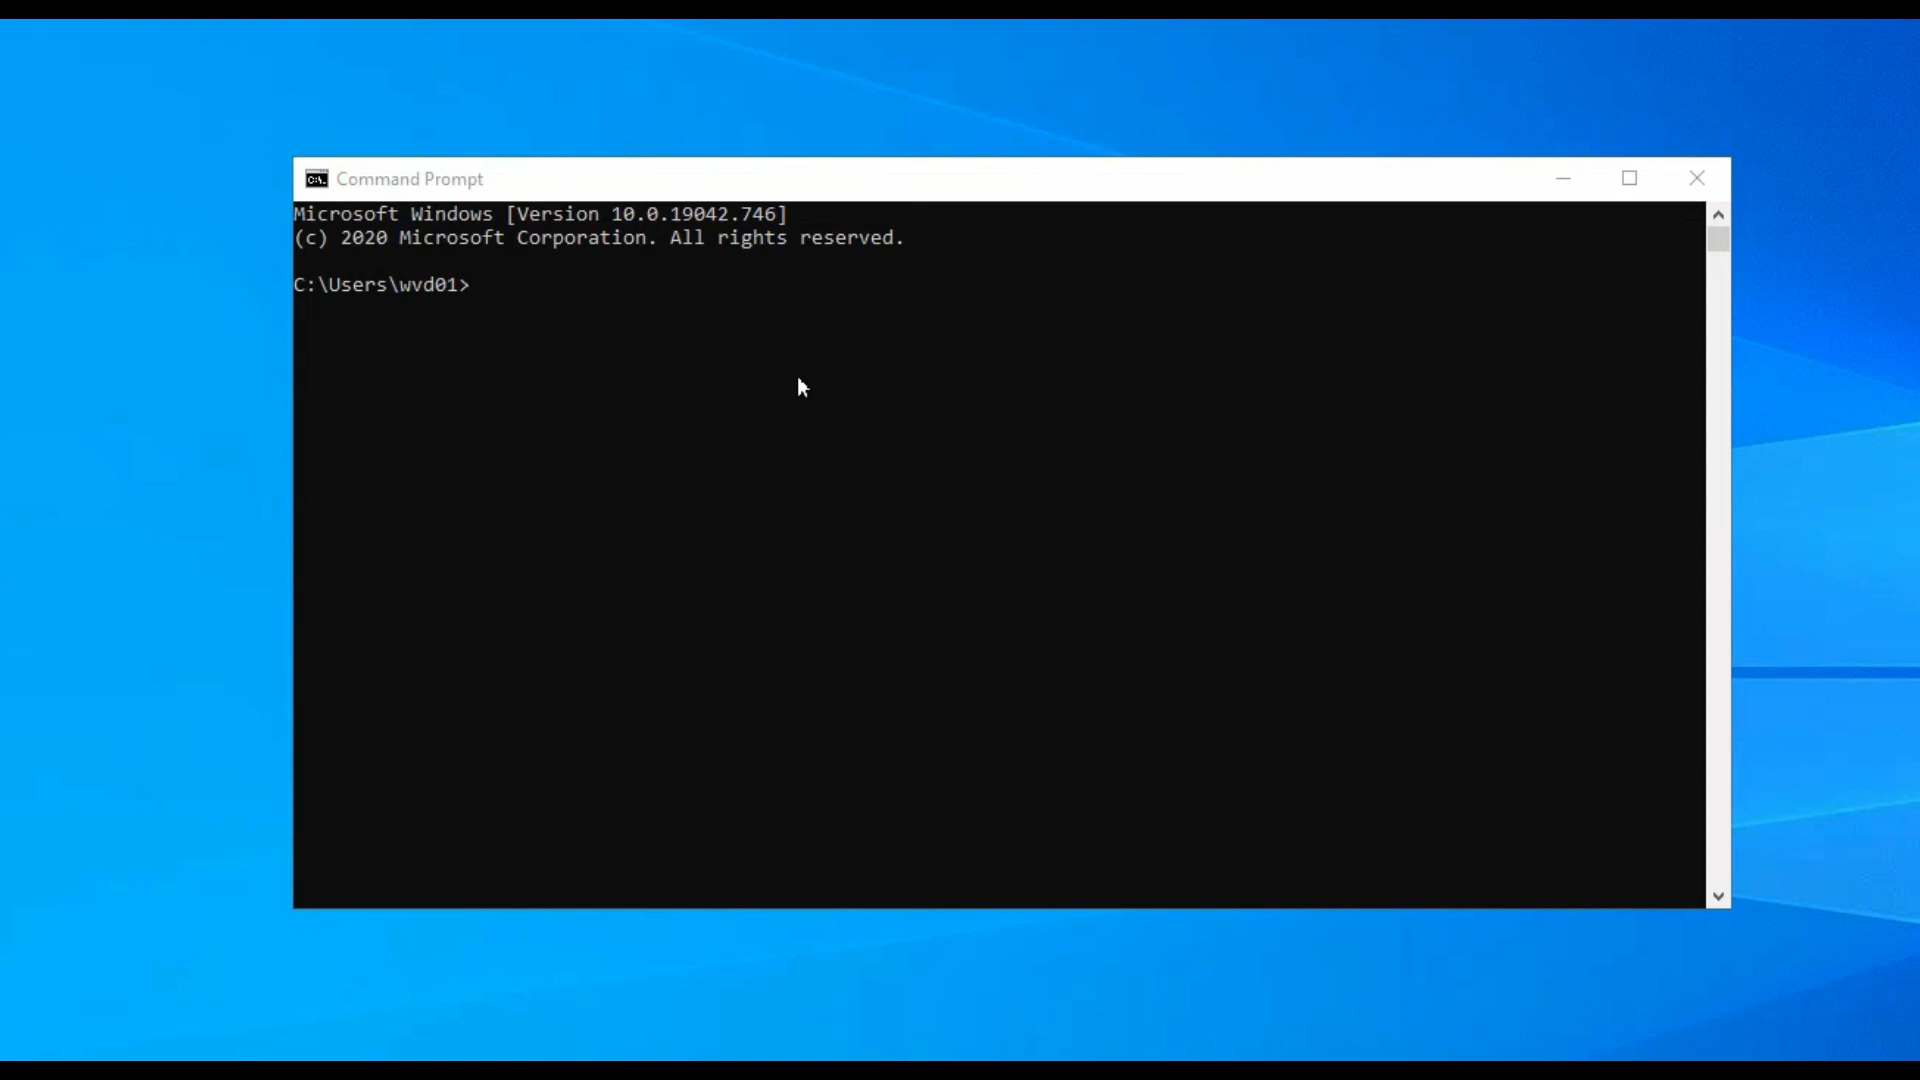 Command Prompt
Microsoft Windows [Version 10.0.19042.746]
(c) 2020 Microsoft Corporation. All rights reserved.
C:\Users\wvd01>